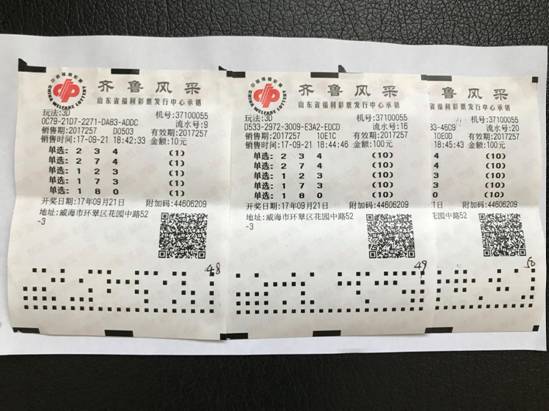 齐鲁风采
山东省福利彩票发行中心承销
玩法:3D 机号:37100055
0C79-21D7-2271-DA83-ADDC 流水号:9
销售期:2017257 D0503 有效期:2017257
销售时间:17-09-21 18:42:33 金额:10元
单选: 2 3 4 (1)
单选: 2 7 4 (1)
单选: 1 2 3 (1)
单选: 1 7 3 (1)
单选: 1 8 0 (1)
开奖日期:17年09月21日 附加码:44606209
地址:威海市环翠区花园中路52
-3
48
齐鲁风采
山东省福利彩票发行中心承销
玩法:3D 机号:37100055
D533-2972-3009-E3A2-EDCD 流水号:16
销售期:2017257 10E1C 有效期:2017257
销售时间:17-09-21 18:44:46 金额:100元
单选: 2 3 4 (10)
单选: 2 7 4 (10)
单选: 1 2 3 (10)
单选: 2 7 3 (10)
单选: 1 8 0 (10)
开奖日期:17年09月21日 附加码:44606209
地址:威海市环翠区花园中路52
-3
49
风采
发行中心承销
机号:37100055
流水号:20
有效期:2017257
18:45:43 金额:100元
4 (10)
4 (10)
3 (10)
3 (10)
0 (10)
1日 附加码:44606209
花园中路52
50